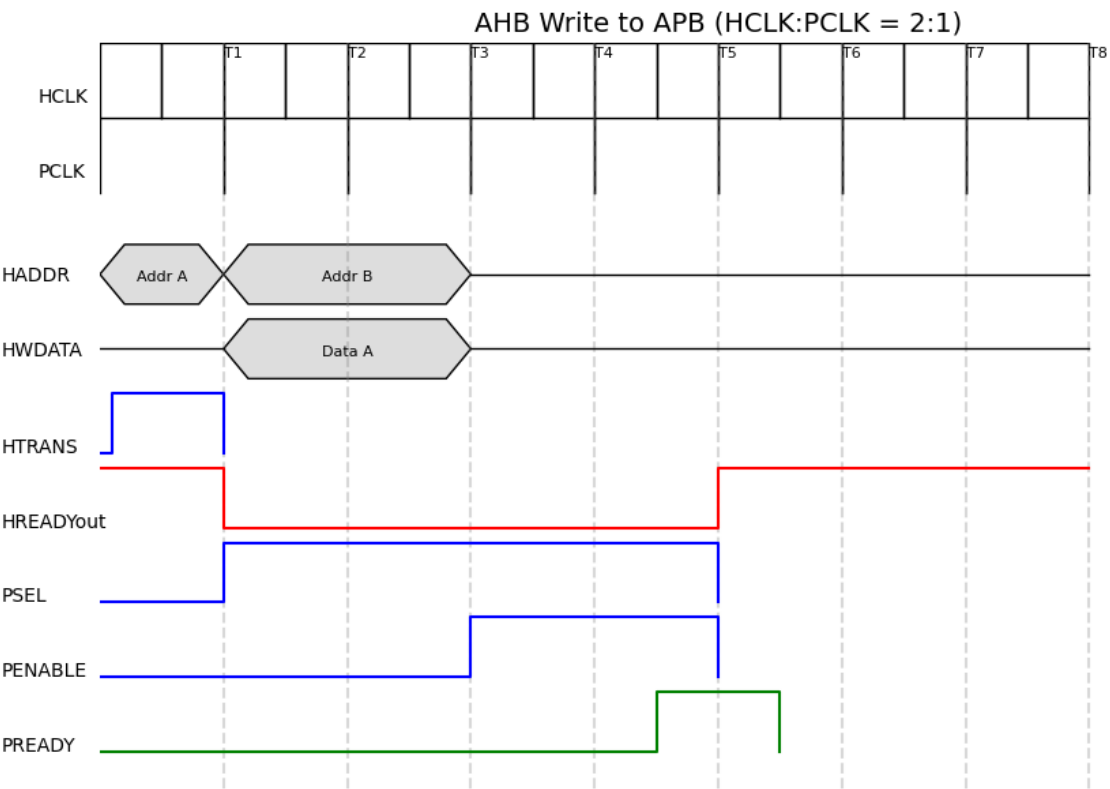 AHB Write to APB (HCLK:PCLK = 2:1)
T1 T2 T3 T4 T5 T6 T7 T8
HCLK
PCLK
HADDR Addr A Addr B
HWDATA Data A
HTRANS
HREADYout
PSEL
PENABLE
PREADY